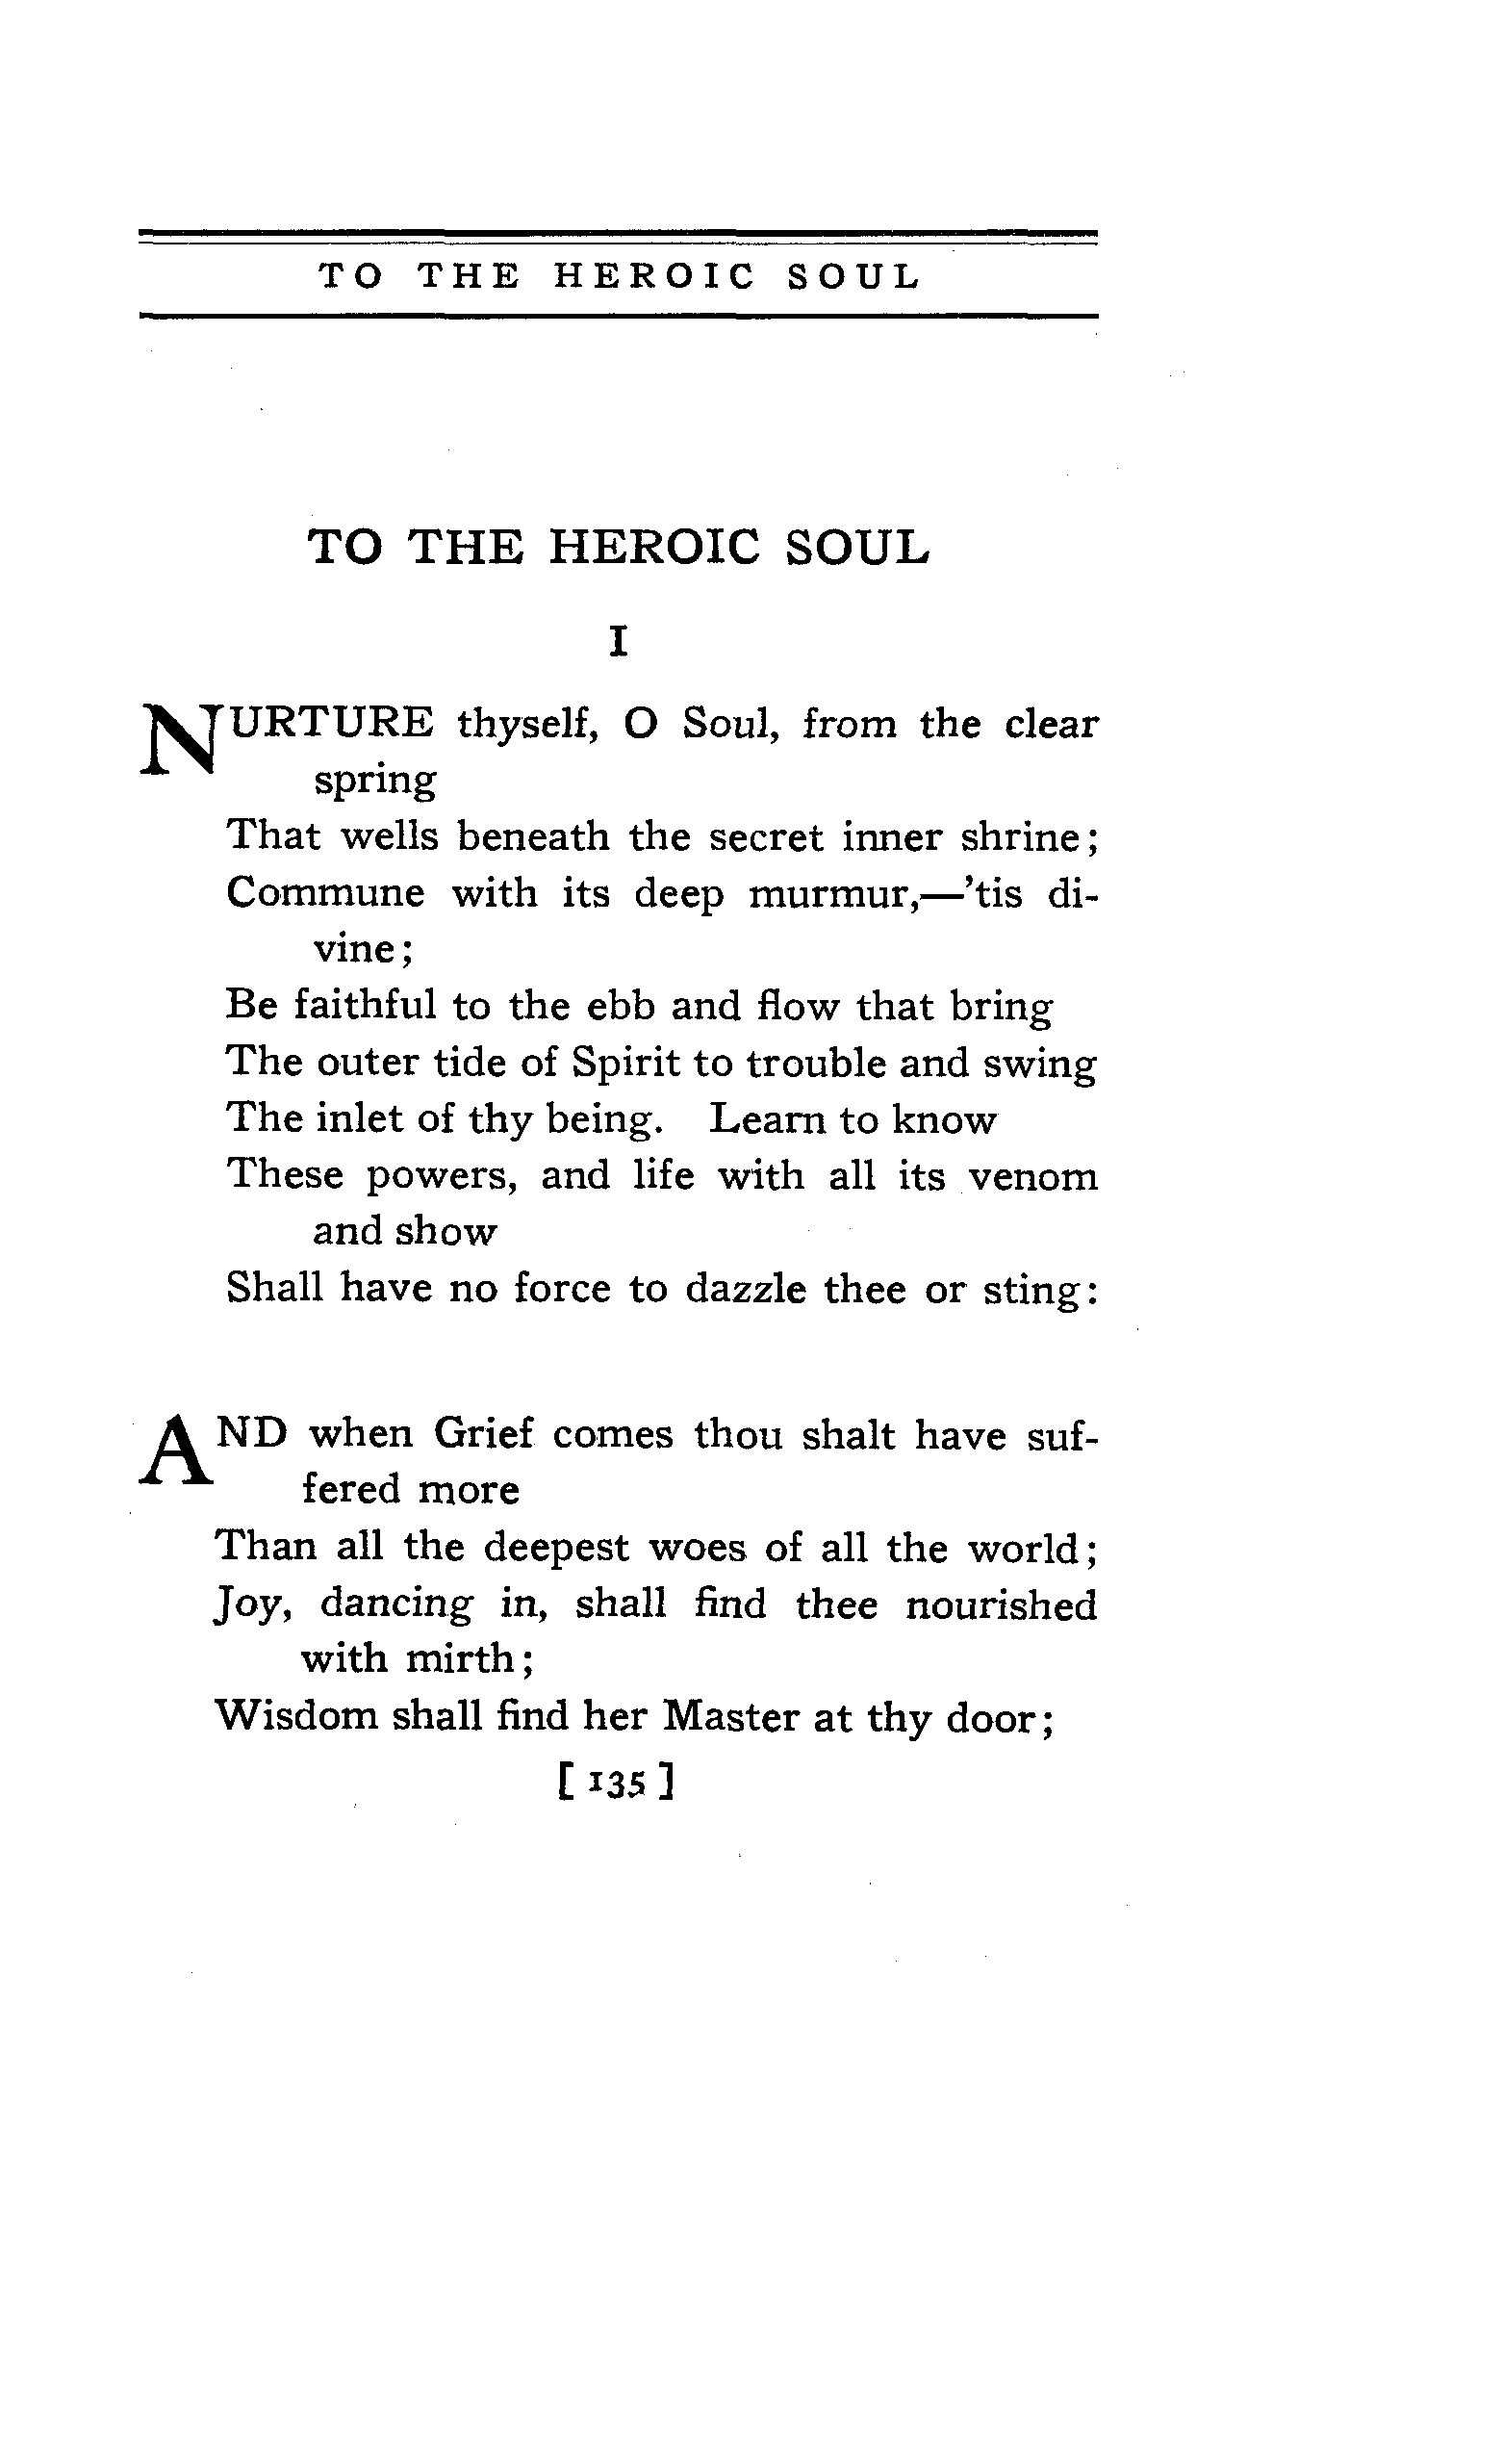 TO THE HEROIC SOUL
TO THE HEROIC SOUL
I
NURTURE thyself, O Soul, from the clear
spring
That wells beneath the secret inner shrine;
Commune with its deep murmur,—'tis di-
vine;
Be faithful to the ebb and flow that bring
The outer tide of Spirit to trouble and swing
The inlet of thy being. Learn to know
These powers, and life with all its venom
and show
Shall have no force to dazzle thee or sting:
AND when Grief comes thou shalt have suf-
fered more
Than all the deepest woes of all the world;
Joy, dancing in, shall find thee nourished
with mirth;
Wisdom shall find her Master at thy door;
[ 135 ]